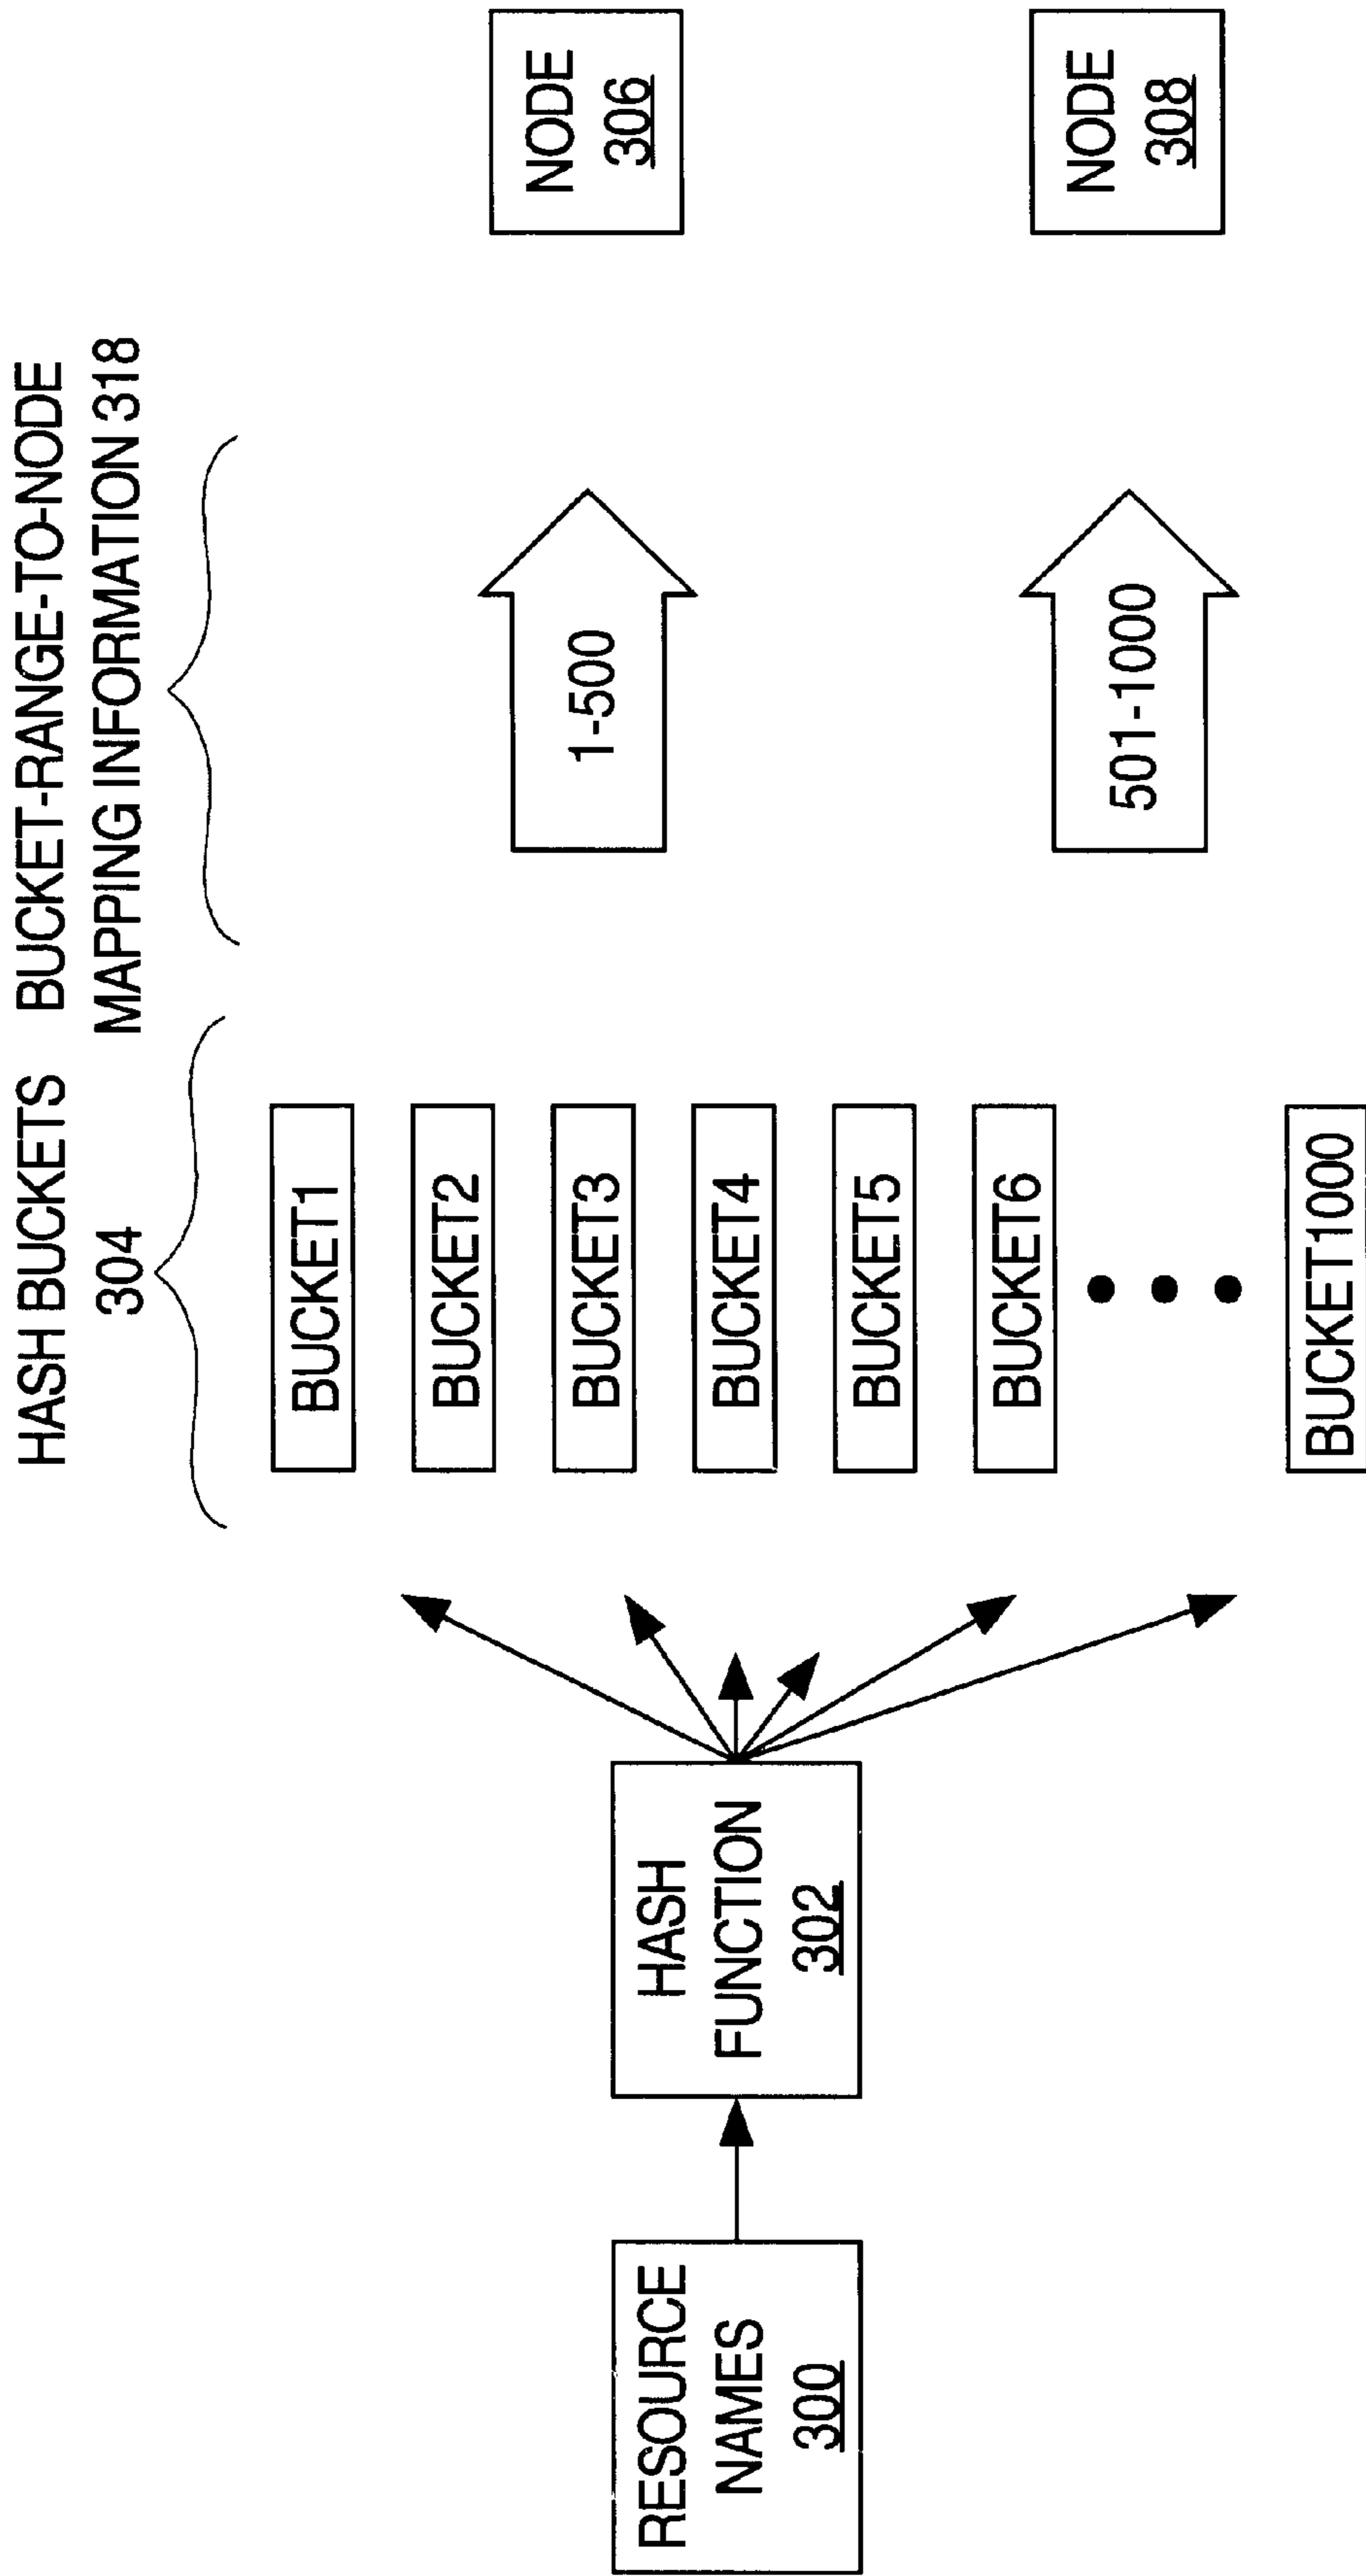 HASH BUCKETS
304
BUCKET-RANGE-TO-NODE
MAPPING INFORMATION 318
RESOURCE
NAMES
300
HASH
FUNCTION
302
BUCKET1
BUCKET2
BUCKET3
BUCKET4
BUCKET5
BUCKET6
BUCKET1000
1-500
501-1000
NODE
306
NODE
308